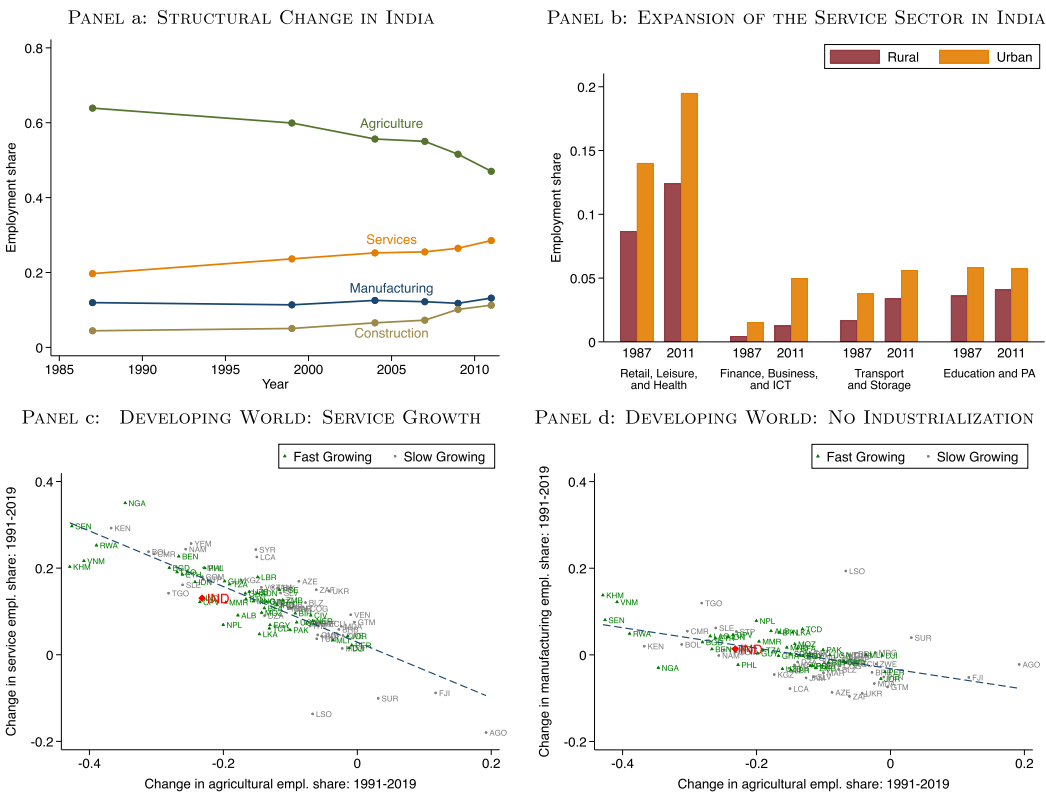 PANEL a: STRUCTURAL CHANGE IN INDIA
0.8
0.6
0.4
0.2
0
Employment share
Agriculture
Services
Manufacturing
Construction
1985
1990
1995
2000
2005
2010
Year
PANEL b: EXPANSION OF THE SERVICE SECTOR IN INDIA
Rural
Urban
0.2
0.15
0.1
0.05
0
Employment share
1987
2011
1987
2011
1987
2011
1987
2011
Retail, Leisure,
and Health
Finance, Business,
and ICT
Transport
and Storage
Education and PA
PANEL c: DEVELOPING WORLD: SERVICE GROWTH
Fast Growing
Slow Growing
0.4
0.2
0
-0.2
Change in service empl. share: 1991-2019
NGA
SEN
KEN
RWA
VNM
KHM
YEM
NAM
BEN
SYR
LCA
LBR
SLE
TGO
IND
TZA
MMR
ALB
NPL
LKA
PAK
AZE
UKR
BLZ
VEN
GTM
SUR
LSO
FJI
AGO
-0.4
-0.2
0
0.2
Change in agricultural empl. share: 1991-2019
PANEL d: DEVELOPING WORLD: NO INDUSTRIALIZATION
Fast Growing
Slow Growing
0.4
0.2
0
-0.2
Change in manufacturing empl. share: 1991-2019
LSO
KHM
VNM
TGO
SEN
RWA
CMR
SLE
NPL
TCD
SUR
KEN
BOL
NAM
IND
MMR
PAK
DJI
NGA
PHL
KGZ
LCA
AZE
UKR
GTM
ZWE
FJI
AGO
-0.4
-0.2
0
0.2
Change in agricultural empl. share: 1991-2019